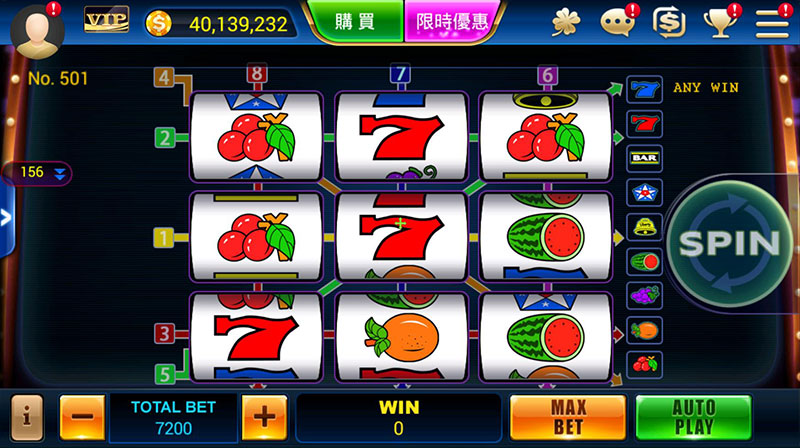 VIP
$ 40,139,232
購買
限時優惠
No. 501
4
8
7
6
ANY WIN
2
BAR
156
1
SPIN
3
5
i
TOTAL BET
7200
WIN
0
MAX
BET
AUTO
PLAY